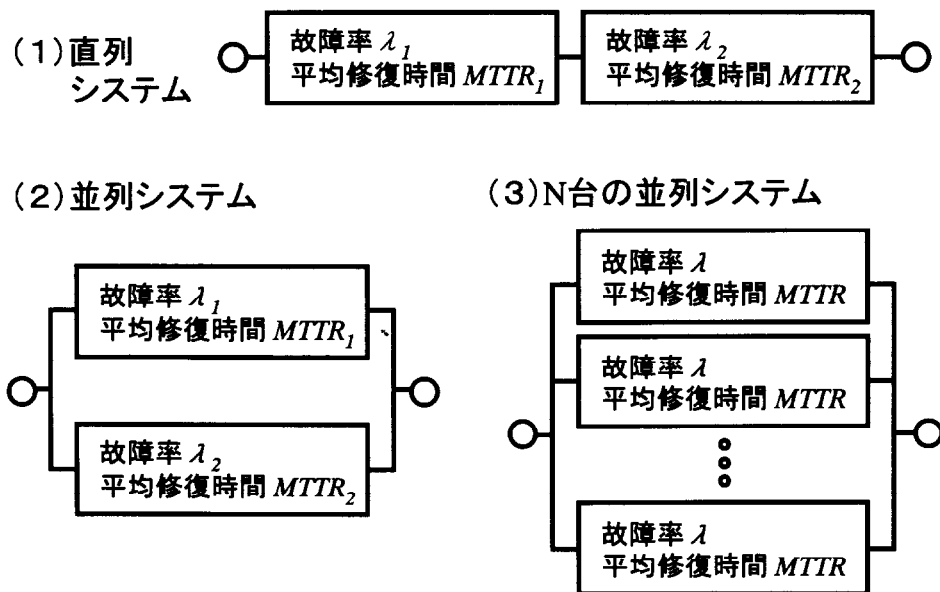 (1)直列
システム
故障率 λ1
平均修復時間 MTTR1
故障率 λ2
平均修復時間 MTTR2
(2)並列システム
故障率 λ1
平均修復時間 MTTR1
故障率 λ2
平均修復時間 MTTR2
(3)N台の並列システム
故障率 λ
平均修復時間 MTTR
故障率 λ
平均修復時間 MTTR
故障率 λ
平均修復時間 MTTR